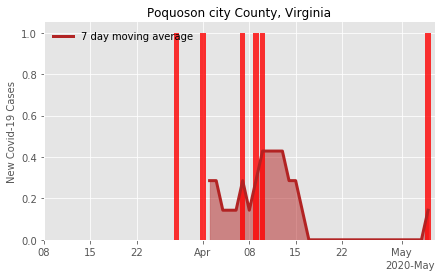 Poquoson city County, Virginia
7 day moving average
New Covid-19 Cases
1.0
0.8
0.6
0.4
0.2
0.0
08 15 22 Apr 08 15 22 May
2020-May